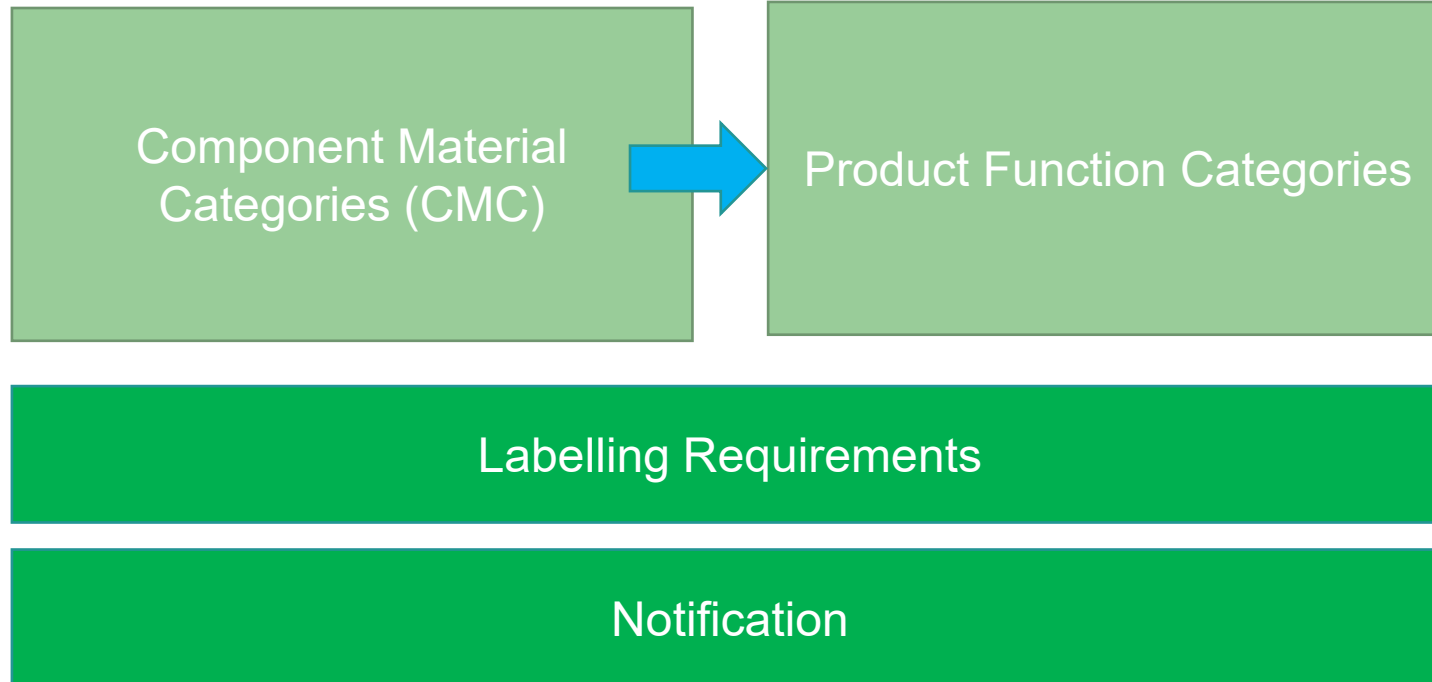 Component Material
Categories (CMC)
Product Function Categories
Labelling Requirements
Notification